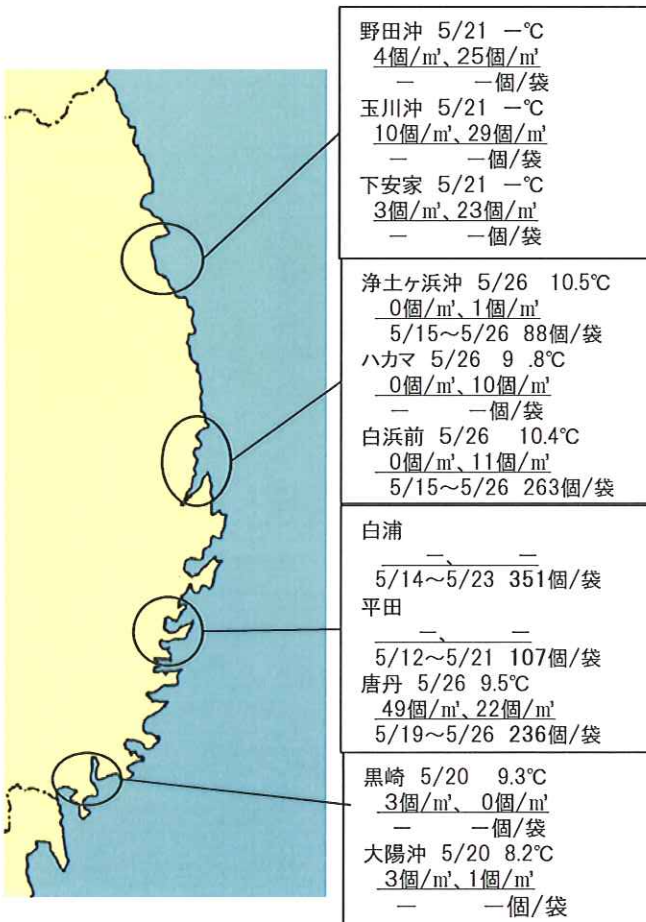 野田沖 5/21 −℃
4個/㎥、25個/㎥
− −個/袋
玉川沖 5/21 −℃
10個/㎥、29個/㎥
− −個/袋
下安家 5/21 −℃
3個/㎥、23個/㎥
− −個/袋
浄土ヶ浜沖 5/26 10.5℃
0個/㎥、1個/㎥
5/15～5/26 88個/袋
ハカマ 5/26 9 .8℃
0個/㎥、10個/㎥
− −個/袋
白浜前 5/26 10.4℃
0個/㎥、11個/㎥
5/15～5/26 263個/袋
白浦
−、 −
5/14～5/23 351個/袋
平田
−、 −
5/12～5/21 107個/袋
唐丹 5/26 9.5℃
49個/㎥、22個/㎥
5/19～5/26 236個/袋
黒崎 5/20 9.3℃
3個/㎥、 0個/㎥
− −個/袋
大陽沖 5/20 8.2℃
3個/㎥、1個/㎥
− −個/袋